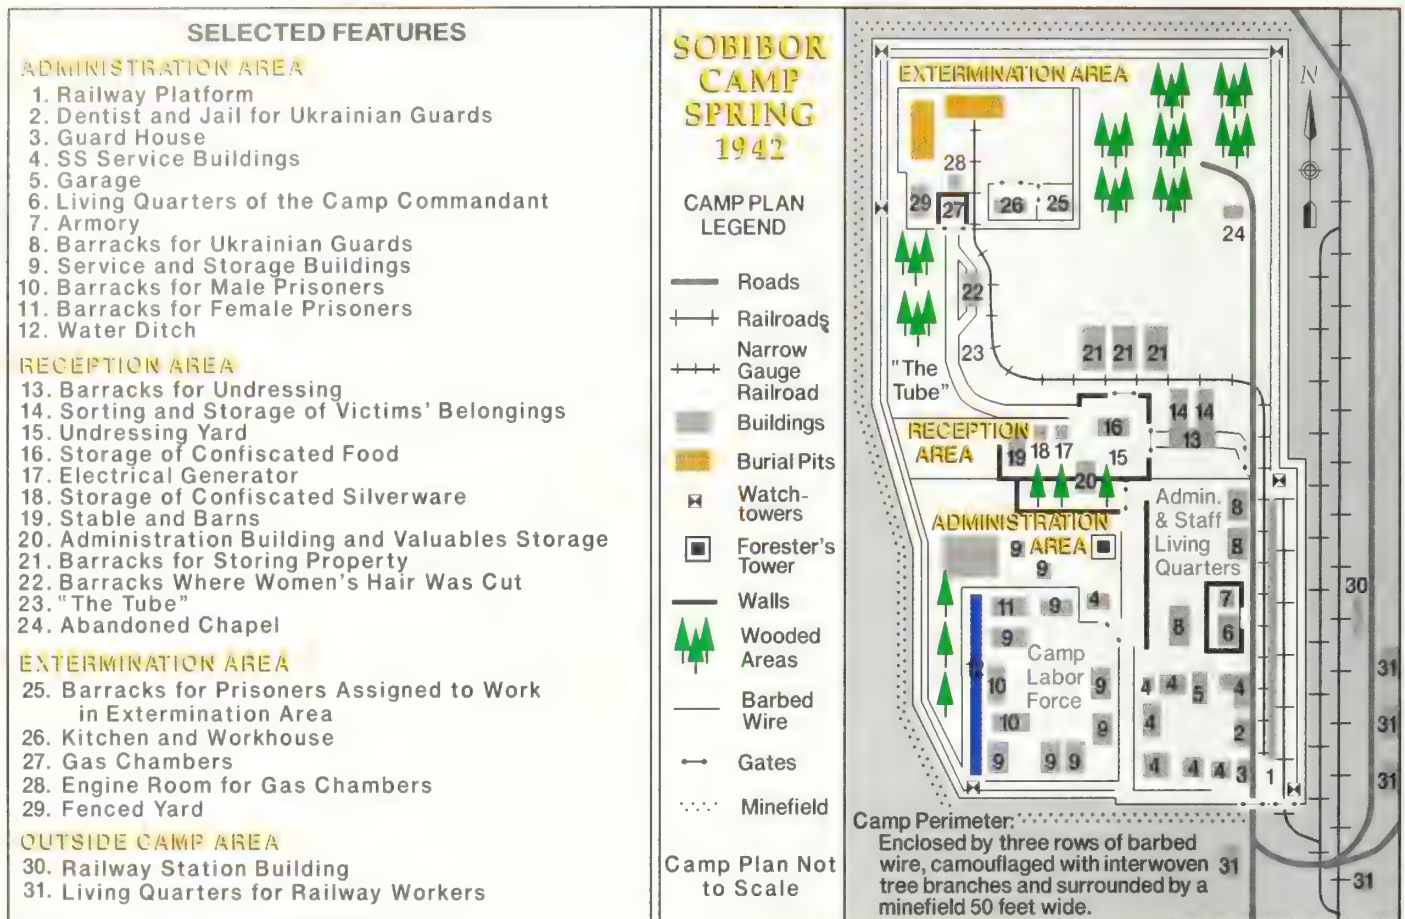 SELECTED FEATURES
ADMINISTRATION AREA
1. Railway Platform
2. Dentist and Jail for Ukrainian Guards
3. Guard House
4. SS Service Buildings
5. Garage
6. Living Quarters of the Camp Commandant
7. Armory
8. Barracks for Ukrainian Guards
9. Service and Storage Buildings
10. Barracks for Male Prisoners
11. Barracks for Female Prisoners
12. Water Ditch
RECEPTION AREA
13. Barracks for Undressing
14. Sorting and Storage of Victims' Belongings
15. Undressing Yard
16. Storage of Confiscated Food
17. Electrical Generator
18. Storage of Confiscated Silverware
19. Stable and Barns
20. Administration Building and Valuables Storage
21. Barracks for Storing Property
22. Barracks Where Women's Hair Was Cut
23. "The Tube"
24. Abandoned Chapel
EXTERMINATION AREA
25. Barracks for Prisoners Assigned to Work
in Extermination Area
26. Kitchen and Workhouse
27. Gas Chambers
28. Engine Room for Gas Chambers
29. Fenced Yard
OUTSIDE CAMP AREA
30. Railway Station Building
31. Living Quarters for Railway Workers
SOBIBOR
CAMP
SPRING
1942
CAMP PLAN
LEGEND
Roads
Railroads
Narrow
Gauge
Railroad
Buildings
Burial Pits
Watch-
towers
Forester's
Tower
Walls
Wooded
Areas
Barbed
Wire
Gates
Minefield
Camp Plan Not
to Scale
EXTERMINATION AREA
N
28
29
27
26
25
24
22
23
21 21 21
"The
Tube"
14 14
13
RECEPTION
AREA
16
19
18 17
15
20
Admin.
& Staff
Living
Quarters
8
8
ADMINISTRATION
AREA
9
9
30
11
9
4
7
6
8
9
12
Camp
Labor
Force
10
9
10
9
9
9 9
4
4
5
4
4
2
4
4
4
3
1
31
31
31
Camp Perimeter:
Enclosed by three rows of barbed
wire, camouflaged with interwoven
tree branches and surrounded by a
minefield 50 feet wide.
31
31